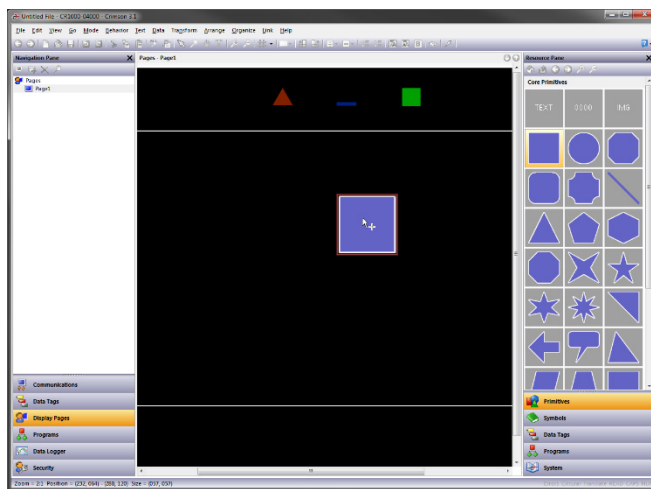 Untitled File - CR1000-04000 - Crimson 3.1
File Edit View Go Mode Behavior Text Data Transform Arrange Organize Link Help
Navigation Pane
Pages - Page1
Resource Pane
Pages
Page1
Core Primitives
TEXT
0000
IMG
Communications
Data Tags
Display Pages
Programs
Data Logger
Security
Primitives
Symbols
Data Tags
Programs
System